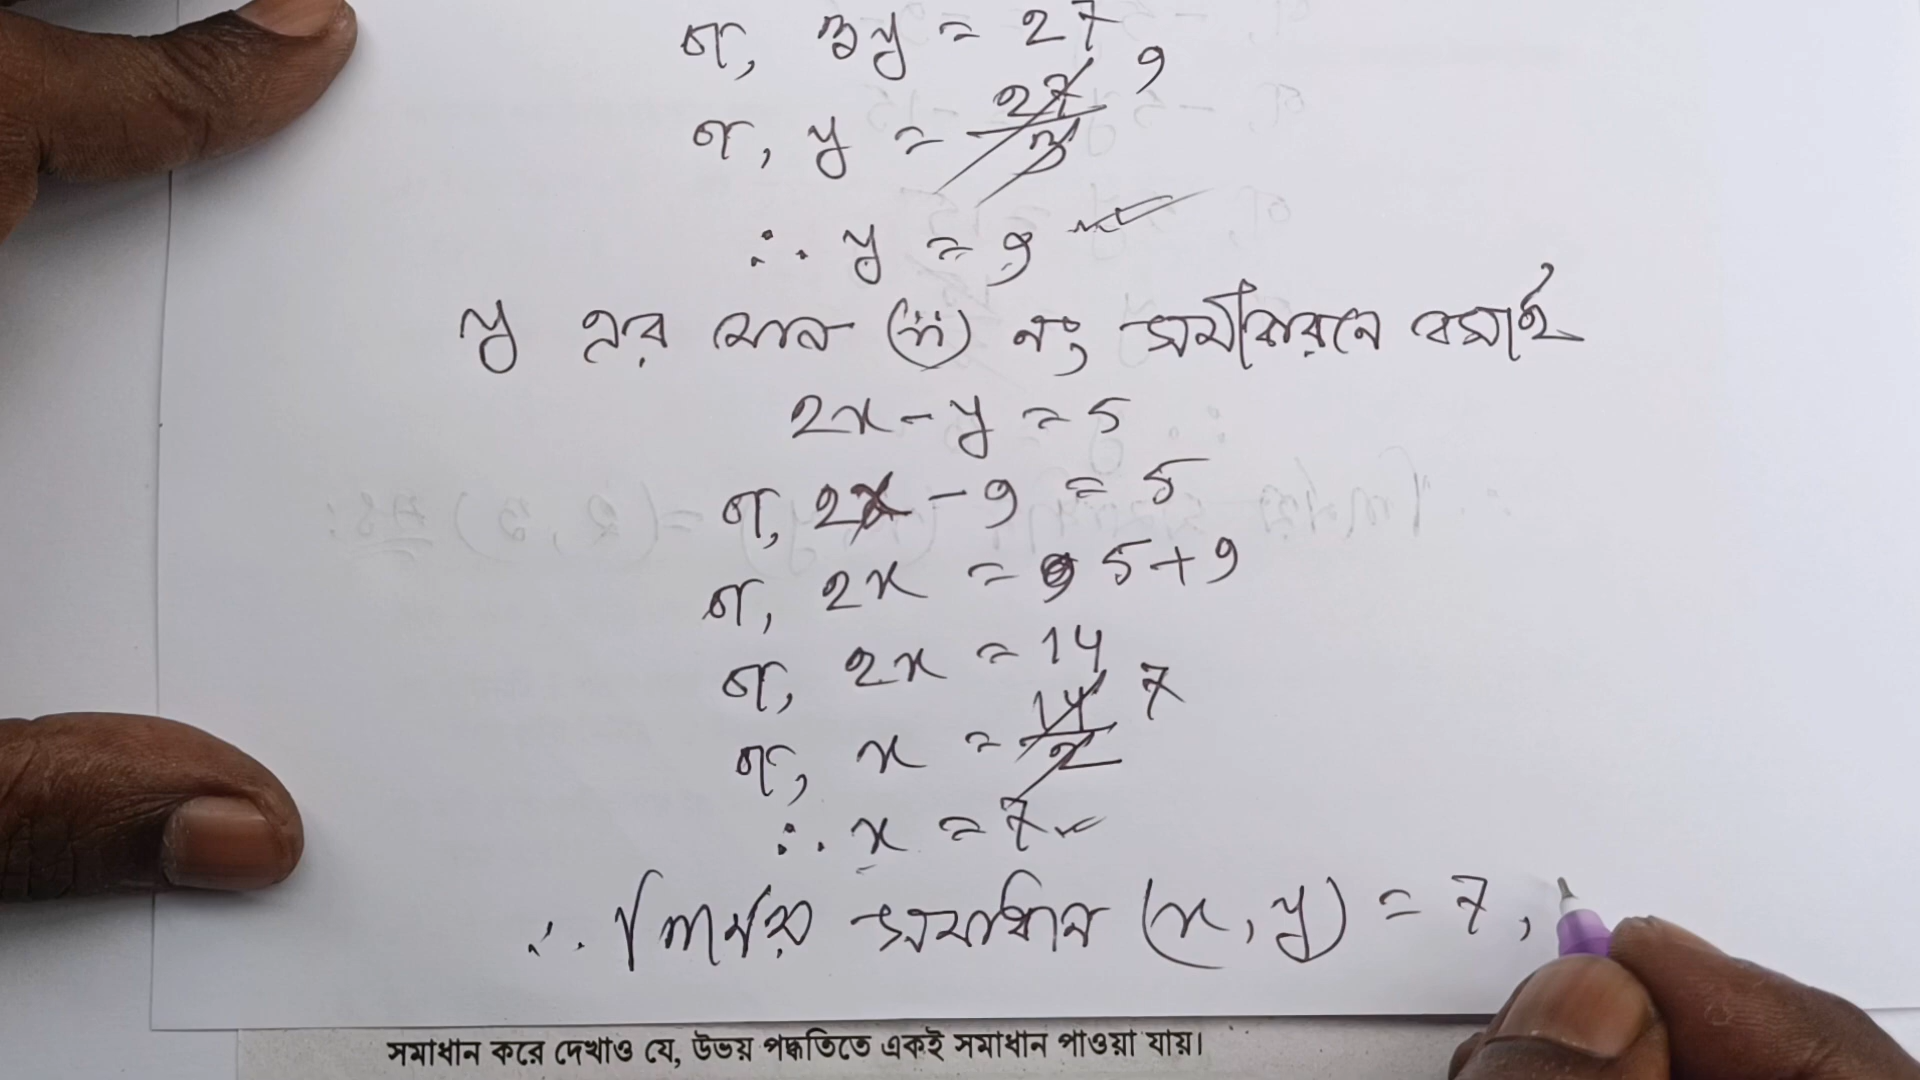 বা, 3y = 27
বা, y = 27/3 9
∴ y = 9
y এর মান (ii) নং সমীকরনে বসাই
2x - y = 5
বা, 2x - 9 = 5
বা, 2x = 5 + 9
বা, 2x = 14
বা, x = 14/2 7
∴ x = 7
∴ নির্ণেয় সমাধান (x, y) = 7,
সমাধান করে দেখাও যে, উভয় পদ্ধতিতে একই সমাধান পাওয়া যায়।